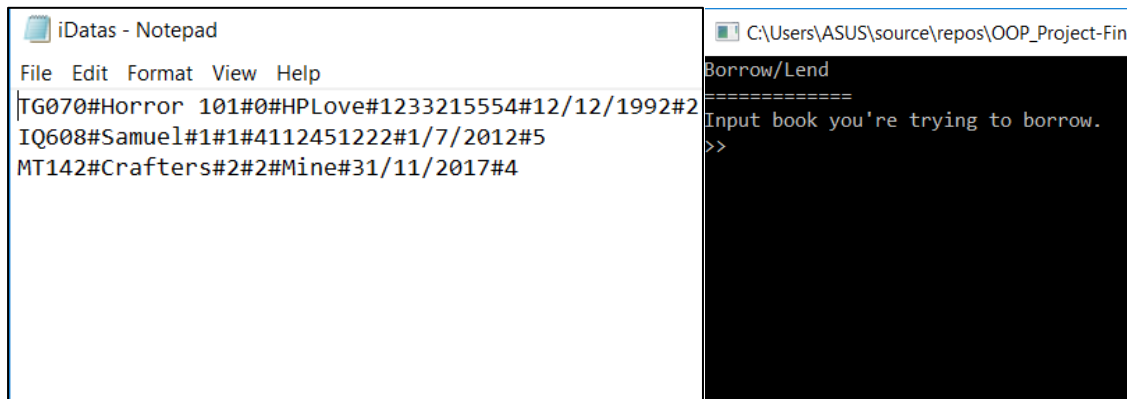 iDatas - Notepad
File Edit Format View Help
TG070#Horror 101#0#HPLove#1233215554#12/12/1992#2
IQ608#Samuel#1#1#4112451222#1/7/2012#5
MT142#Crafters#2#2#Mine#31/11/2017#4
C:\Users\ASUS\source\repos\OOP_Project-Fin
Borrow/Lend
=============
Input book you're trying to borrow.
>>